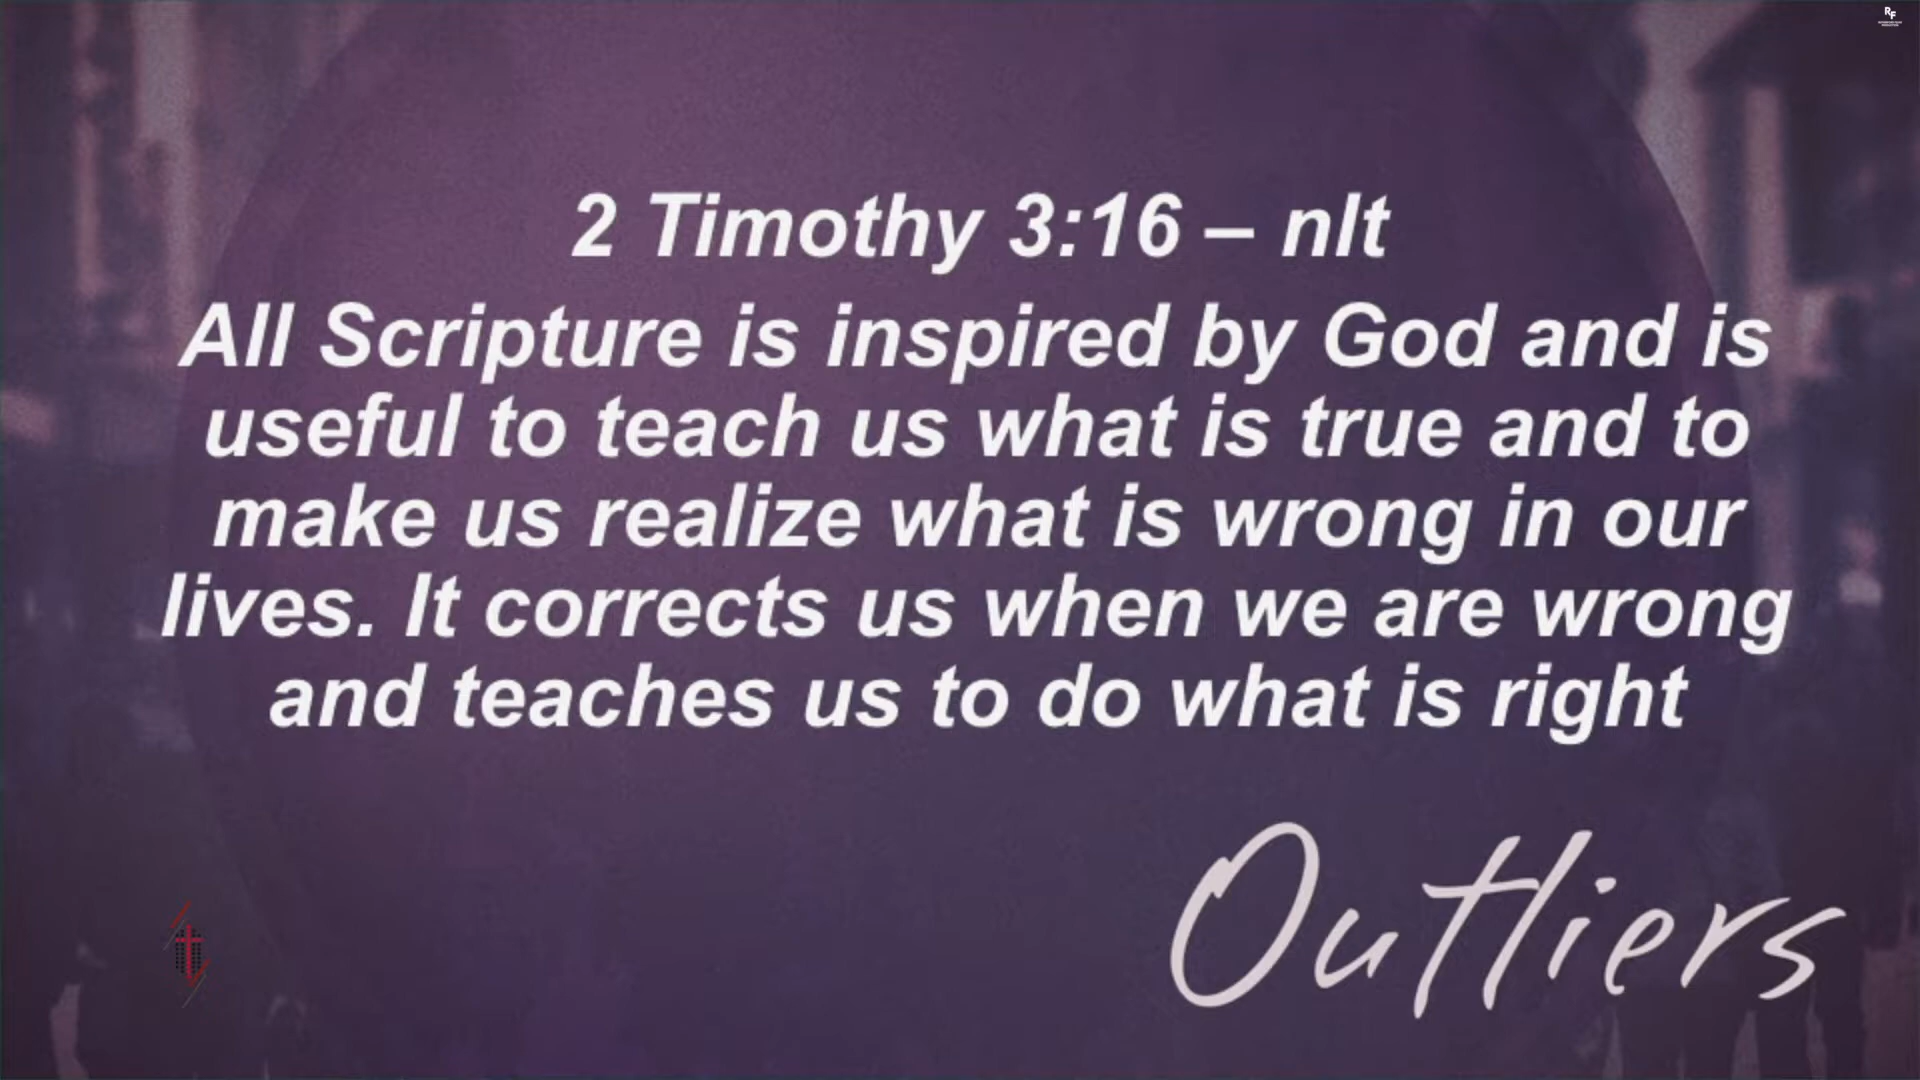 RF
2 Timothy 3:16 – nlt
All Scripture is inspired by God and is
useful to teach us what is true and to
make us realize what is wrong in our
lives. It corrects us when we are wrong
and teaches us to do what is right
Outliers